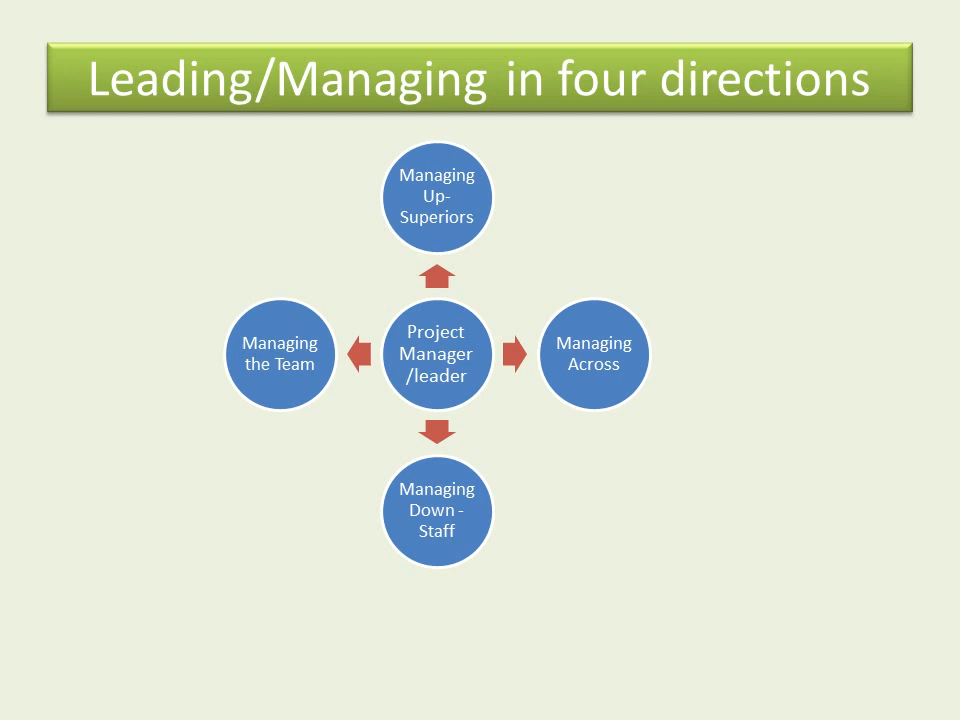 Leading/Managing in four directions
Managing
Up-
Superiors
Managing
the Team
Project
Manager
/leader
Managing
Across
Managing
Down -
Staff